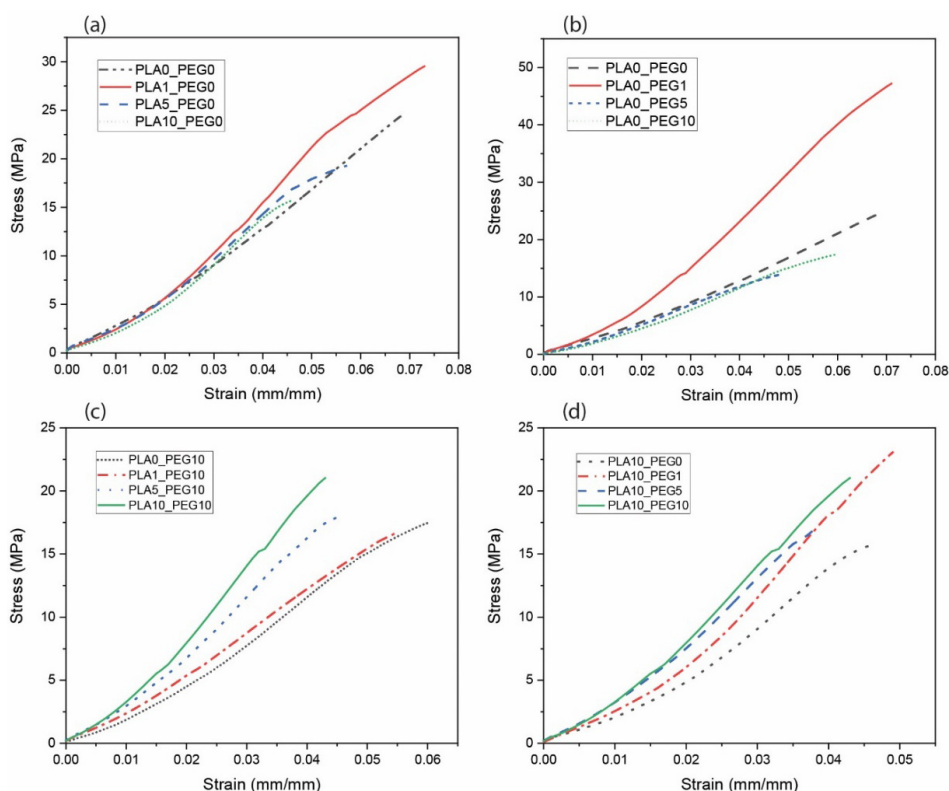 (a)
PLA0_PEG0
PLA1_PEG0
PLA5_PEG0
PLA10_PEG0
Stress (MPa)
30
25
20
15
10
5
0
0.00 0.01 0.02 0.03 0.04 0.05 0.06 0.07 0.08
Strain (mm/mm)
(b)
PLA0_PEG0
PLA0_PEG1
PLA0_PEG5
PLA0_PEG10
Stress (MPa)
50
40
30
20
10
0
0.00 0.01 0.02 0.03 0.04 0.05 0.06 0.07 0.08
Strain (mm/mm)
(c)
PLA0_PEG10
PLA1_PEG10
PLA5_PEG10
PLA10_PEG10
Stress (MPa)
25
20
15
10
5
0
0.00 0.01 0.02 0.03 0.04 0.05 0.06
Strain (mm/mm)
(d)
PLA10_PEG0
PLA10_PEG1
PLA10_PEG5
PLA10_PEG10
Stress (MPa)
25
20
15
10
5
0
0.00 0.01 0.02 0.03 0.04 0.05
Strain (mm/mm)